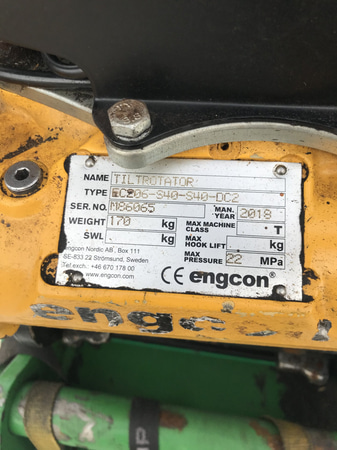 NAME TILTROTATOR
TYPE EC206-S40-S40-DC2
SER. NO. M86065 MAN. YEAR 2018
WEIGHT 170 kg MAX MACHINE CLASS . T
SWL . kg MAX HOOK LIFT . kg
engcon Nordic AB, Box 111
SE-833 22 Strömsund, Sweden
Tel.exch.: +46 670 178 00
www.engcon.com
MAX PRESSURE 22 MPa
CE engcon®
engcon